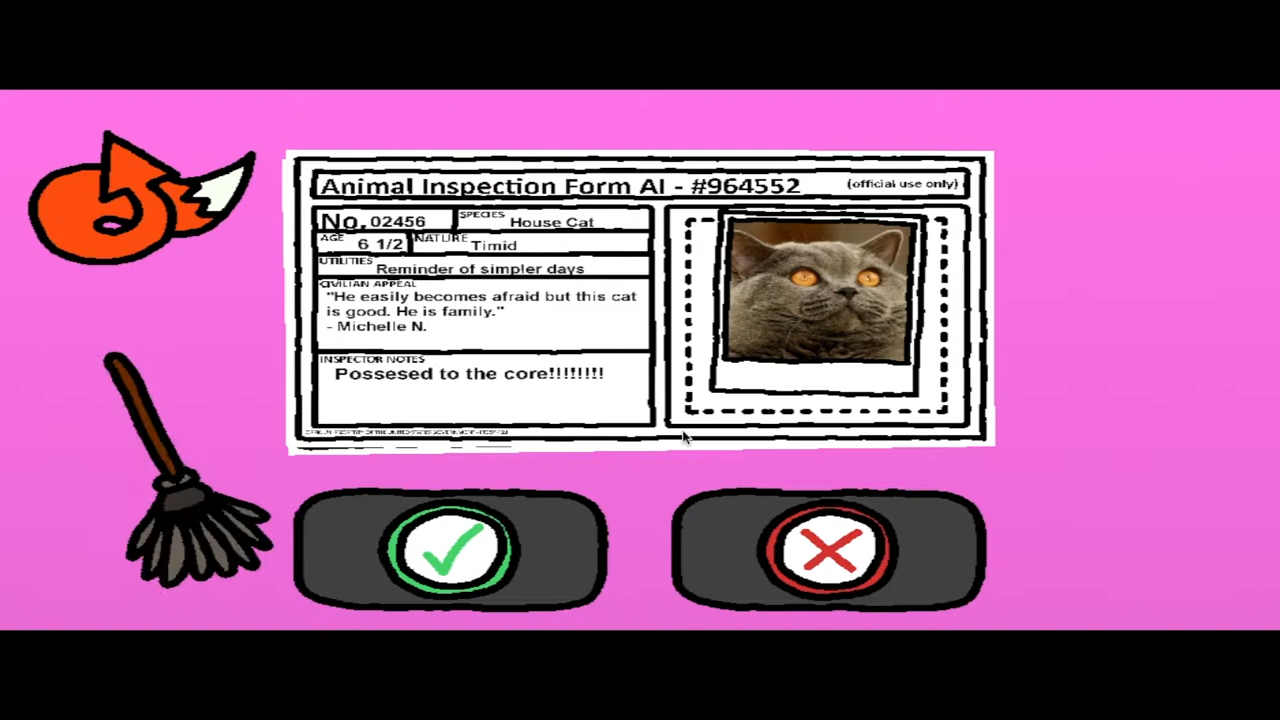 Animal Inspection Form AI - #964552 (official use only)
No. 02456 SPECIES House Cat
AGE 6 1/2 NATURE Timid
UTILITIES Reminder of simpler days
CIVILIAN APPEAL
"He easily becomes afraid but this cat
is good. He is family."
- Michelle N.
INSPECTOR NOTES
Possesed to the core!!!!!!!!